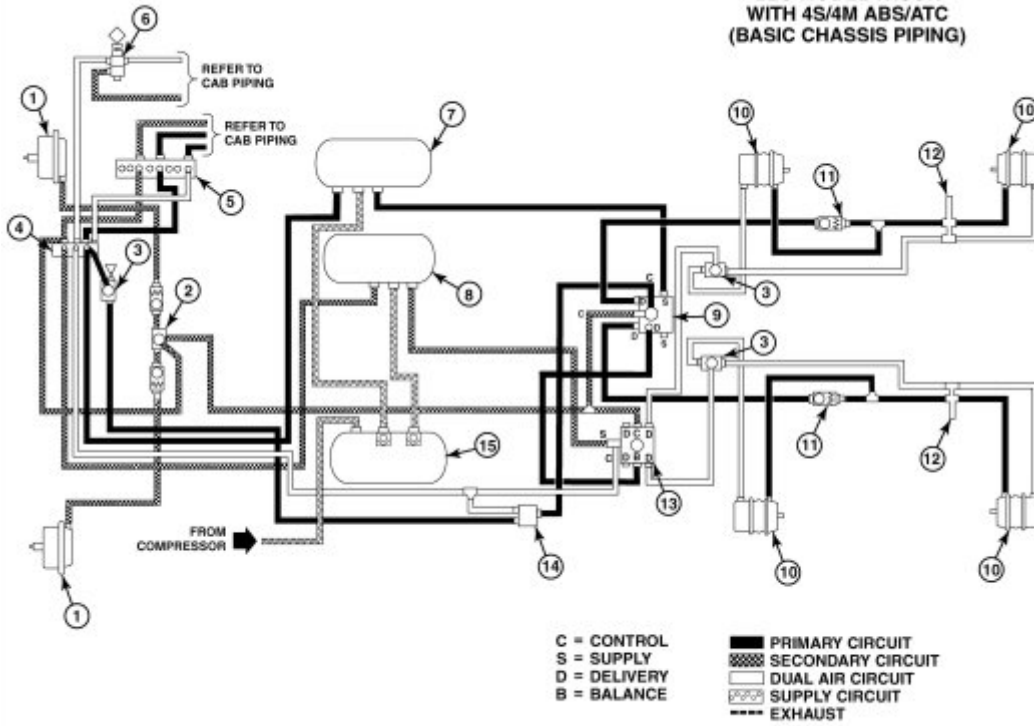 WITH 4S/4M ABS/ATC
(BASIC CHASSIS PIPING)
6
REFER TO
CAB PIPING
1
REFER TO
CAB PIPING
7
10
10
12
11
5
4
3
8
3
2
C
D
S
9
C
D
D
S
3
15
S
D
C
D
11
12
C
D
B
D
13
FROM
COMPRESSOR
14
10
10
1
C = CONTROL
S = SUPPLY
D = DELIVERY
B = BALANCE
PRIMARY CIRCUIT
SECONDARY CIRCUIT
DUAL AIR CIRCUIT
SUPPLY CIRCUIT
EXHAUST